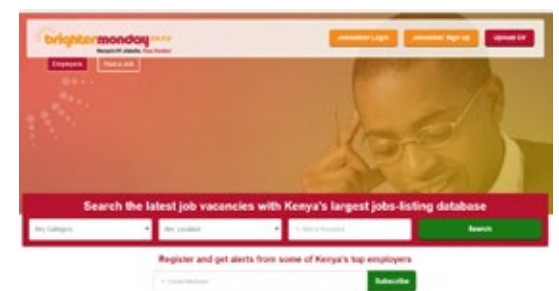 brightermonday
Jobseeker Login
Jobseeker Sign Up
Upload CV
Employers
Find a Job
Search the latest job vacancies with Kenya's largest jobs-listing database
Any Category
Any Location
Search
Register and get alerts from some of Kenya's top employers
Subscribe